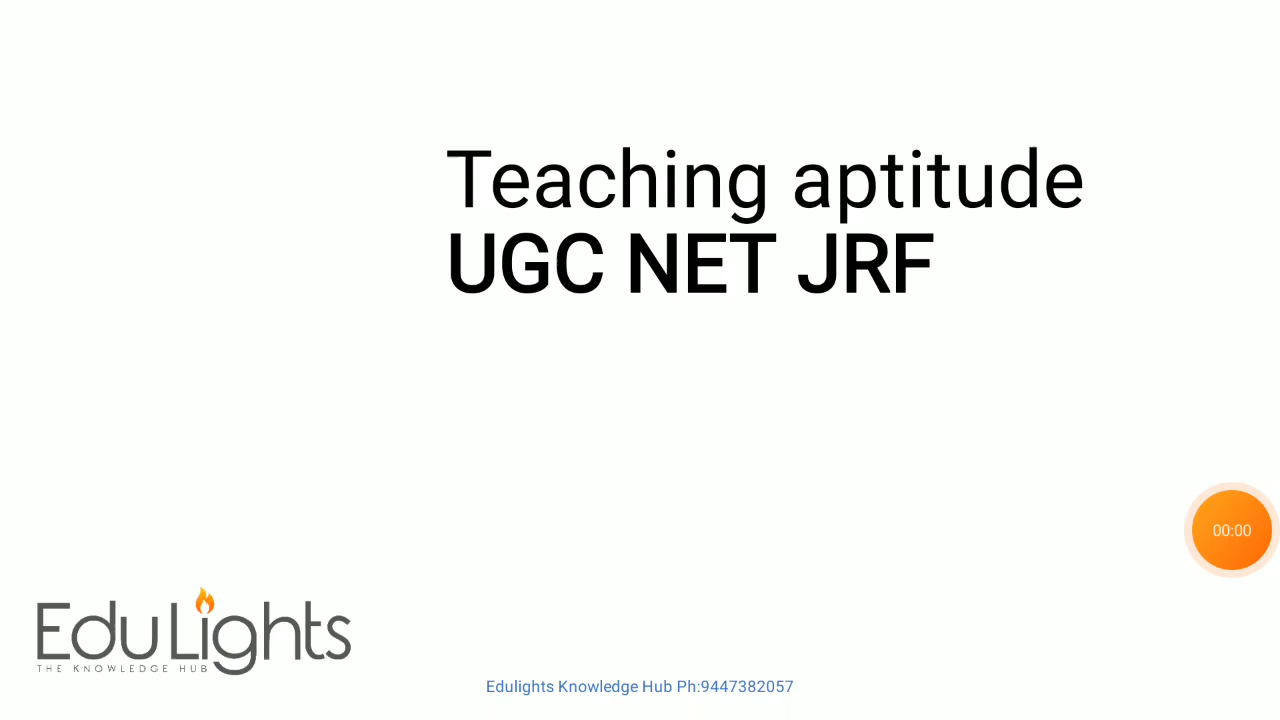 Teaching aptitude
UGC NET JRF
00:00
EduLights
THE KNOWLEDGE HUB
Edulights Knowledge Hub Ph:9447382057